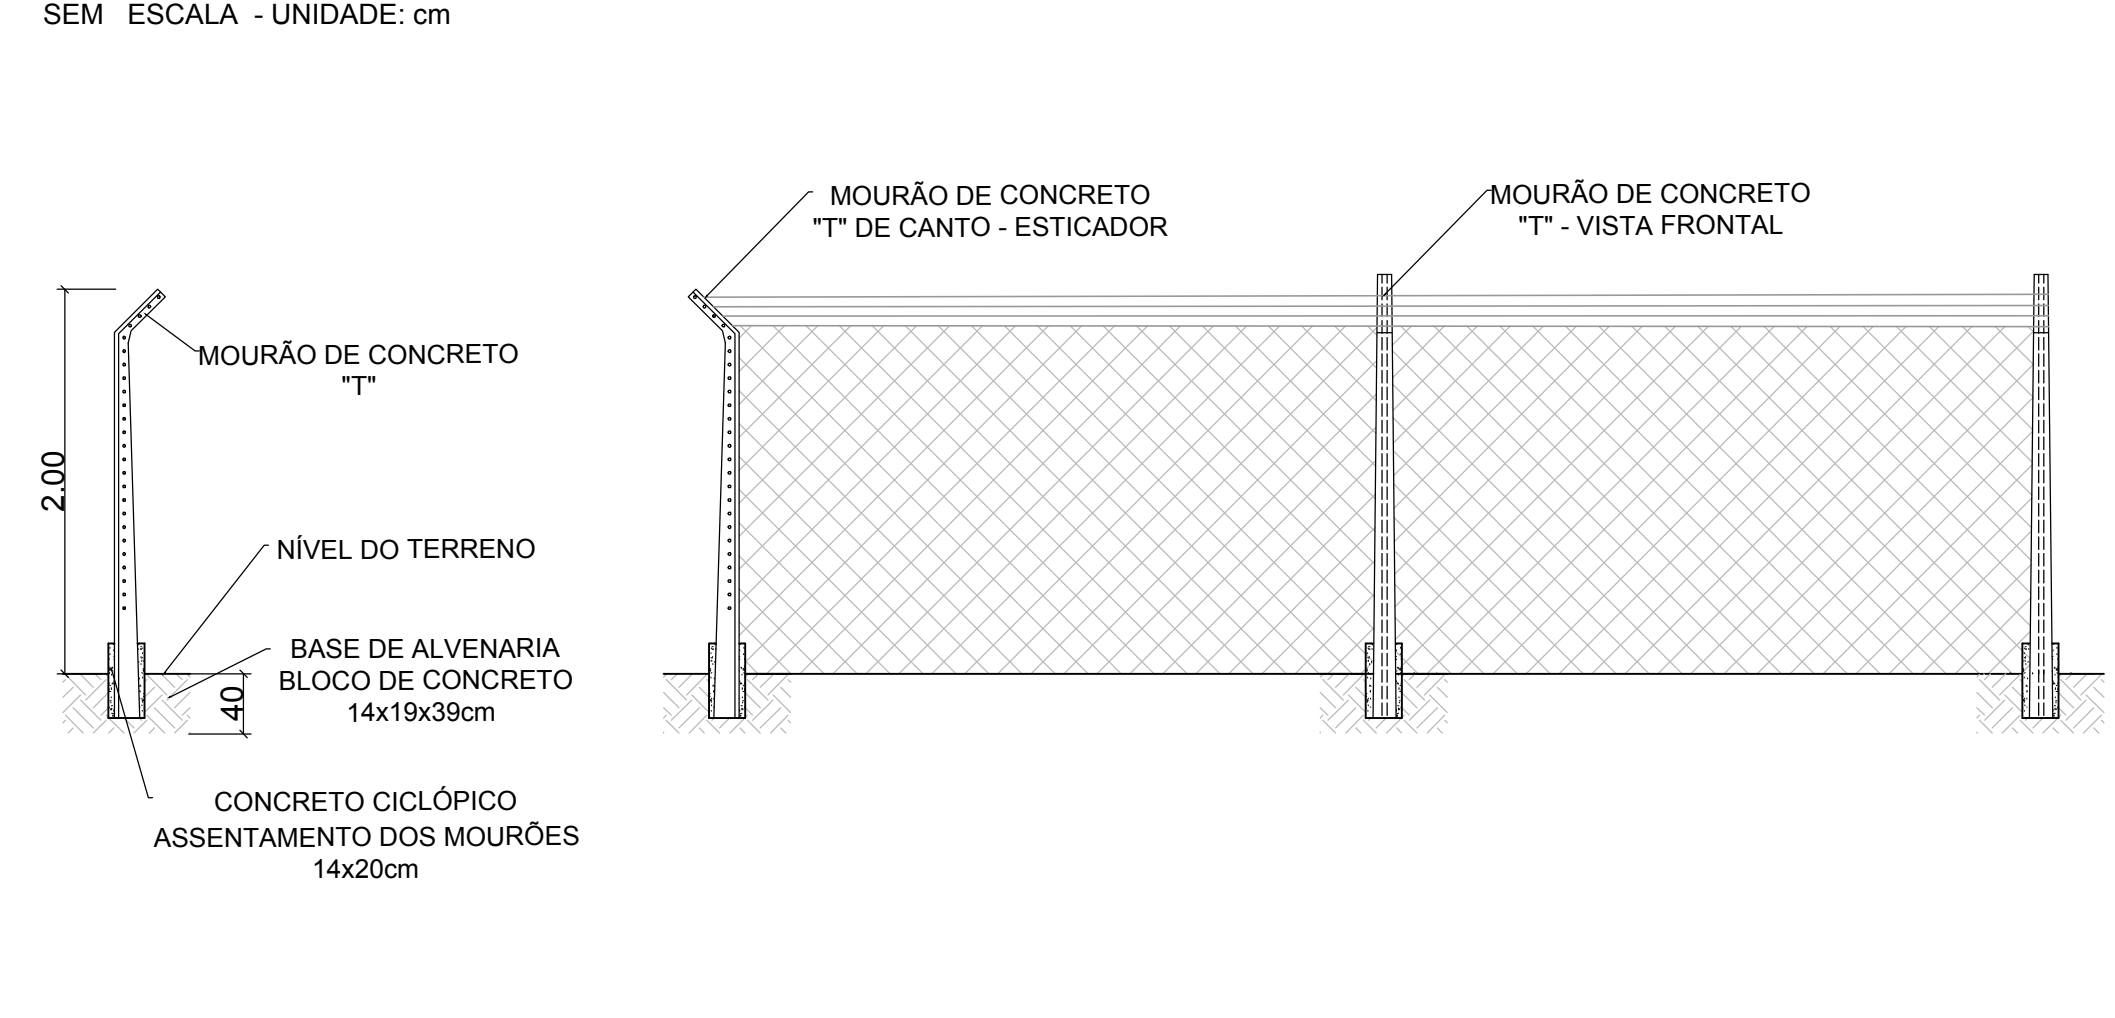 SEM ESCALA - UNIDADE: cm
MOURÃO DE CONCRETO
"T" DE CANTO - ESTICADOR
MOURÃO DE CONCRETO
"T" - VISTA FRONTAL
MOURÃO DE CONCRETO
"T"
2.00
NÍVEL DO TERRENO
BASE DE ALVENARIA
BLOCO DE CONCRETO
14x19x39cm
40
CONCRETO CICLÓPICO
ASSENTAMENTO DOS MOURÕES
14x20cm